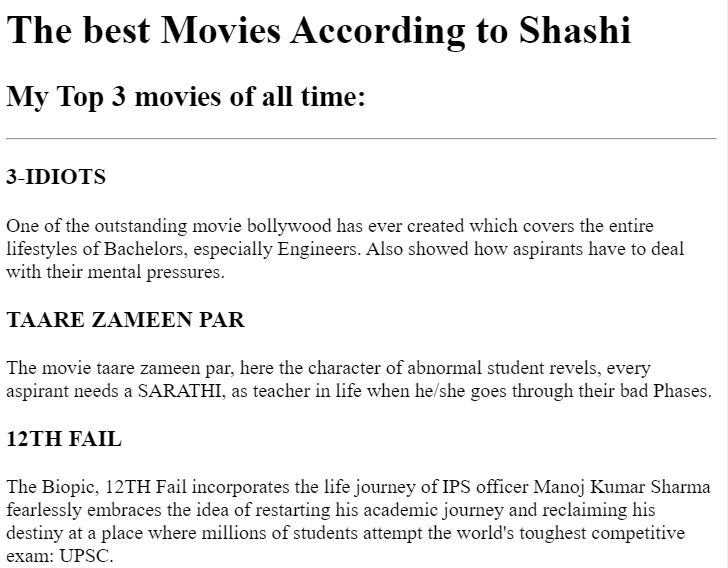 The best Movies According to Shashi
My Top 3 movies of all time:
3-IDIOTS
One of the outstanding movie bollywood has ever created which covers the entire
lifestyles of Bachelors, especially Engineers. Also showed how aspirants have to deal
with their mental pressures.
TAARE ZAMEEN PAR
The movie taare zameen par, here the character of abnormal student revels, every
aspirant needs a SARATHI, as teacher in life when he/she goes through their bad Phases.
12TH FAIL
The Biopic, 12TH Fail incorporates the life journey of IPS officer Manoj Kumar Sharma
fearlessly embraces the idea of restarting his academic journey and reclaiming his
destiny at a place where millions of students attempt the world's toughest competitive
exam: UPSC.